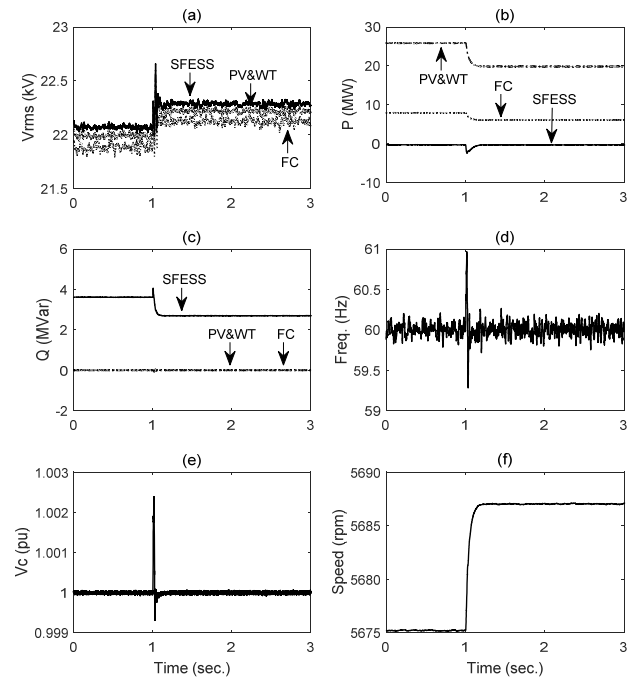 (a)
Vrms (kV)
23
22.5
22
21.5
SFESS
PV&WT
FC
0
1
2
3
(b)
P (MW)
30
20
10
0
-10
PV&WT
FC
SFESS
0
1
2
3
(c)
Q (MVar)
6
4
2
0
-2
SFESS
PV&WT
FC
0
1
2
3
(d)
Freq. (Hz)
61
60.5
60
59.5
59
0
1
2
3
(e)
Vc (pu)
1.003
1.002
1.001
1
0.999
0
1
2
3
Time (sec.)
(f)
Speed (rpm)
5690
5685
5680
5675
0
1
2
3
Time (sec.)